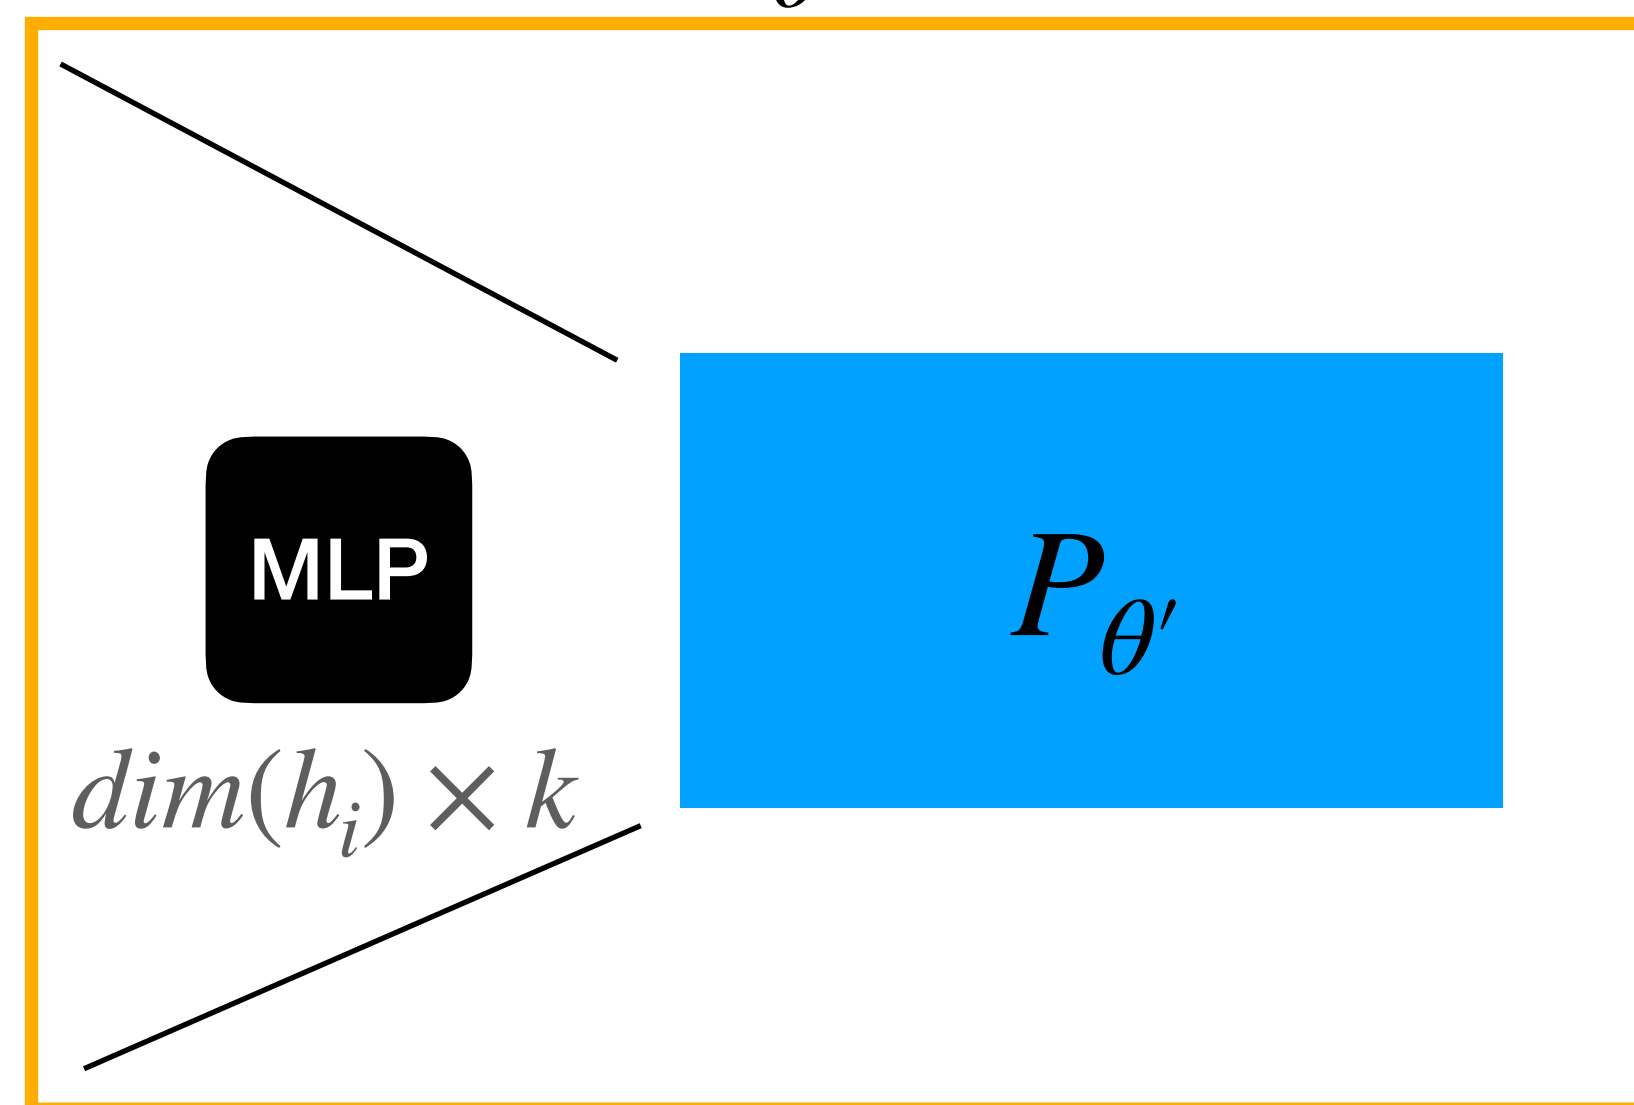 MLP
P_{θ′}
dim(h_i) × k